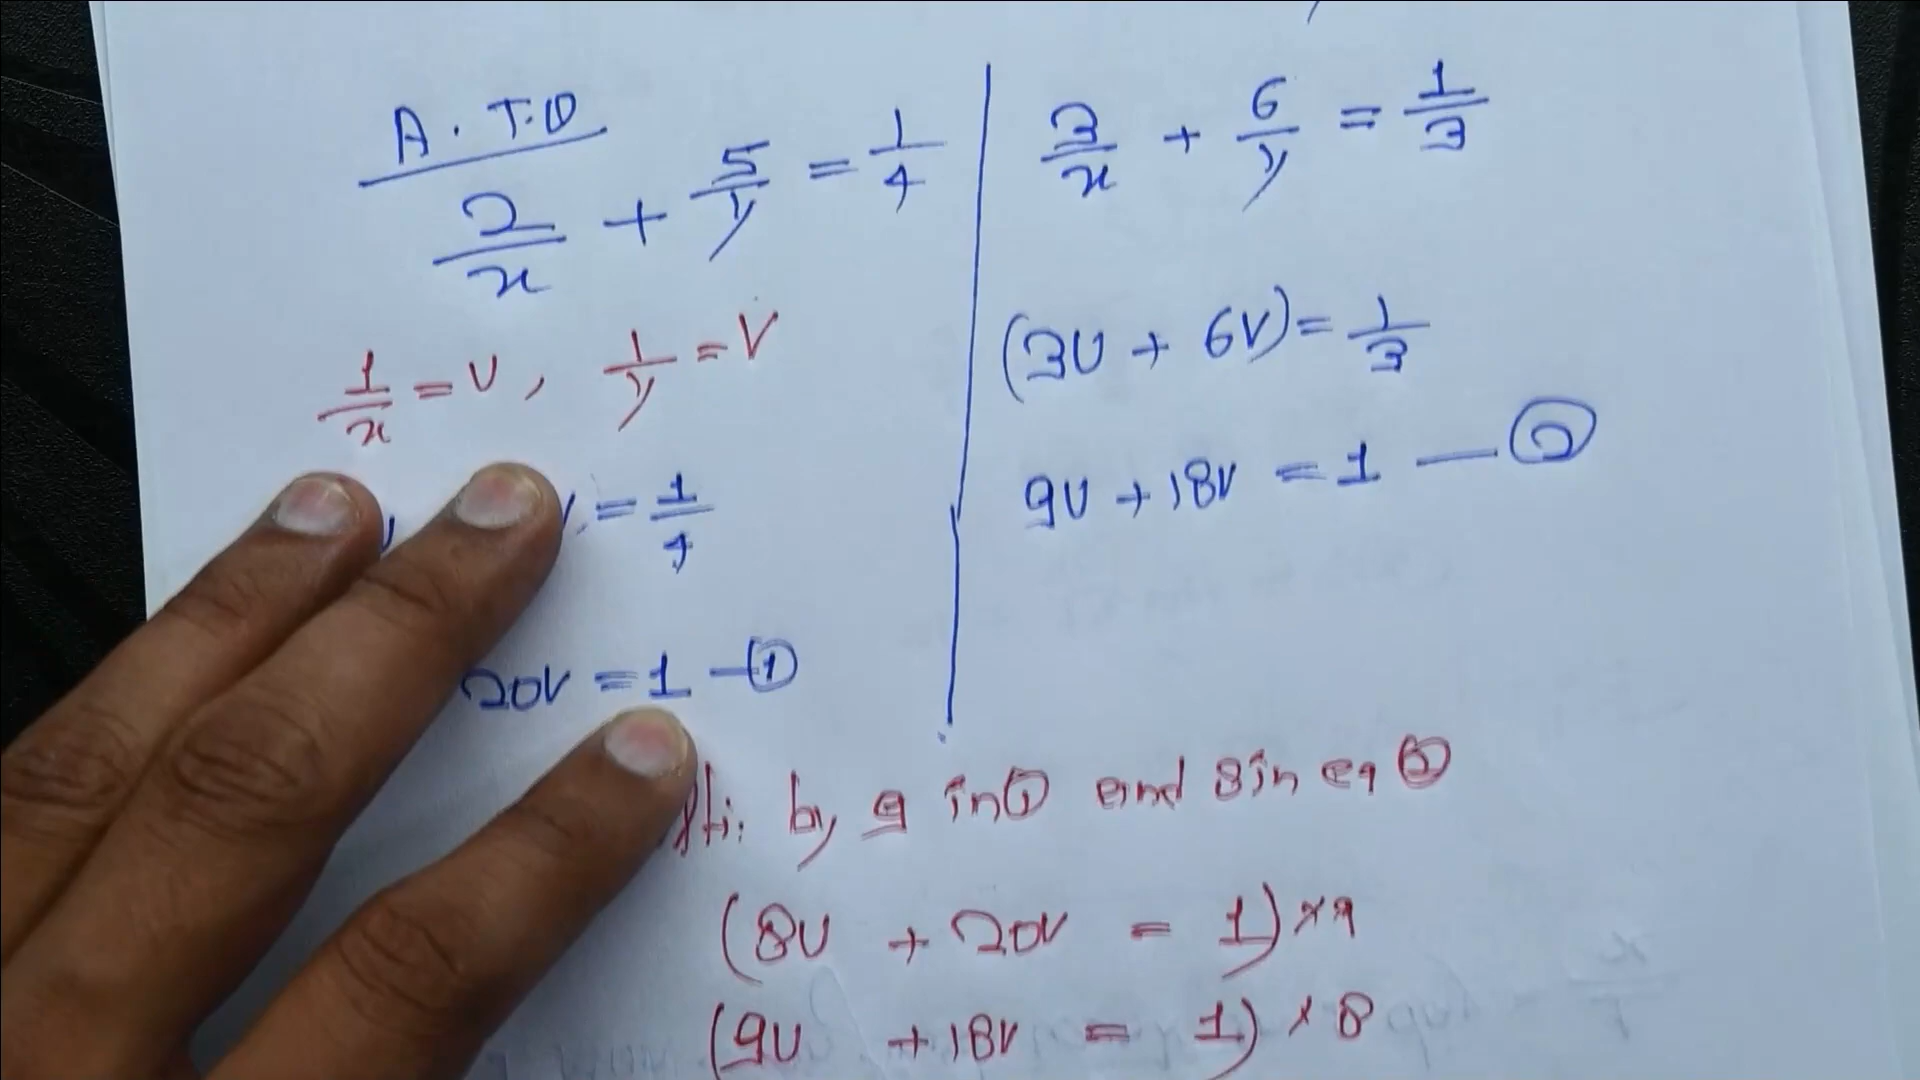 A. T.Q
2/x + 5/y = 1/4
1/x = U, 1/y = V
= 1/4
20V = 1 — ①
3/x + 6/y = 1/3
(3U + 6V) = 1/3
9U + 18V = 1 — ②
by 9 in ① and 8 in eq ②
(8U + 20V = 1) × 9
(9U + 18V = 1) × 8